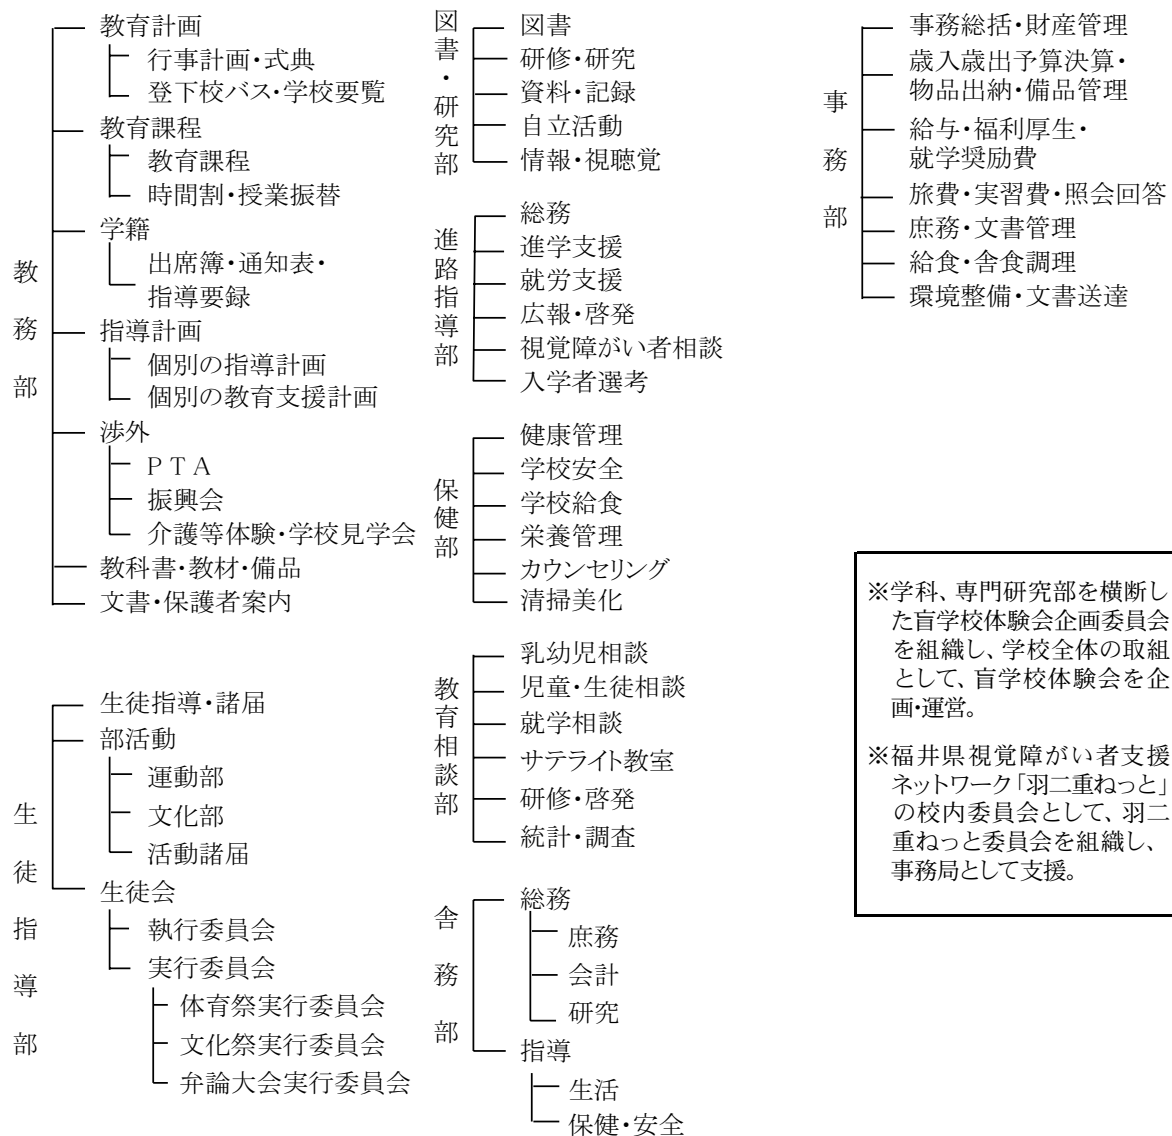 教務部
教育計画
行事計画・式典
登下校バス・学校要覧
教育課程
教育課程
時間割・授業振替
学籍
出席簿・通知表・
指導要録
指導計画
個別の指導計画
個別の教育支援計画
渉外
PTA
振興会
介護等体験・学校見学会
教科書・教材・備品
文書・保護者案内
生徒指導部
生徒指導・諸届
部活動
運動部
文化部
活動諸届
生徒会
執行委員会
実行委員会
体育祭実行委員会
文化祭実行委員会
弁論大会実行委員会
図書・研究部
図書
研修・研究
資料・記録
自立活動
情報・視聴覚
進路指導部
総務
進学支援
就労支援
広報・啓発
視覚障がい者相談
入学者選考
保健部
健康管理
学校安全
学校給食
栄養管理
カウンセリング
清掃美化
教育相談部
乳幼児相談
児童・生徒相談
就学相談
サテライト教室
研修・啓発
統計・調査
舎務部
総務
庶務
会計
研究
指導
生活
保健・安全
事務部
事務総括・財産管理
歳入歳出予算決算・
物品出納・備品管理
給与・福利厚生・
就学奨励費
旅費・実習費・照会回答
庶務・文書管理
給食・舎食調理
環境整備・文書送達
※学科、専門研究部を横断し
た盲学校体験会企画委員会
を組織し、学校全体の取組
として、盲学校体験会を企
画・運営。
※福井県視覚障がい者支援
ネットワーク「羽二重ねっと」
の校内委員会として、羽二
重ねっと委員会を組織し、
事務局として支援。